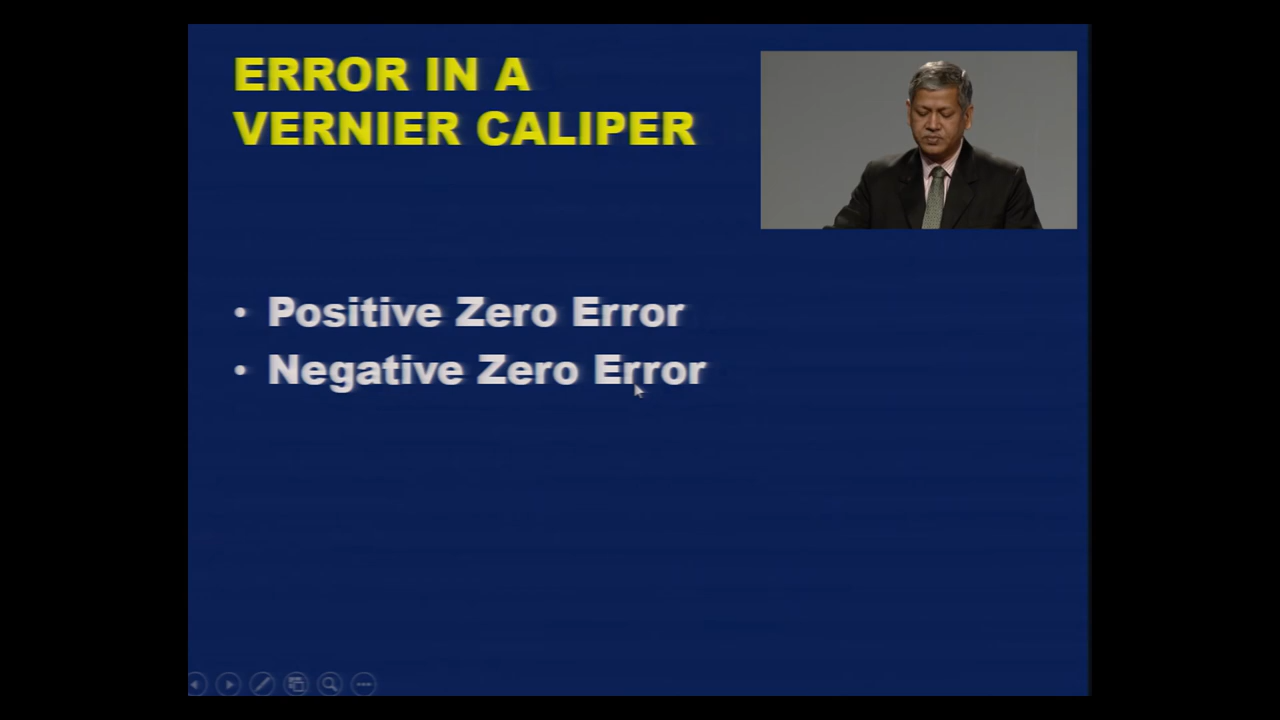 ERROR IN A
VERNIER CALIPER
• Positive Zero Error
• Negative Zero Error